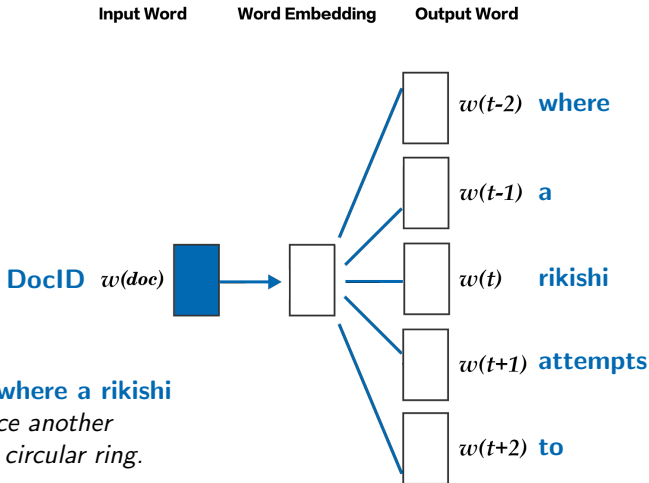 Input Word Word Embedding Output Word
w(t-2) where
w(t-1) a
DocID w(doc)
w(t) rikishi
w(t+1) attempts
where a rikishi
ce another
circular ring.
w(t+2) to